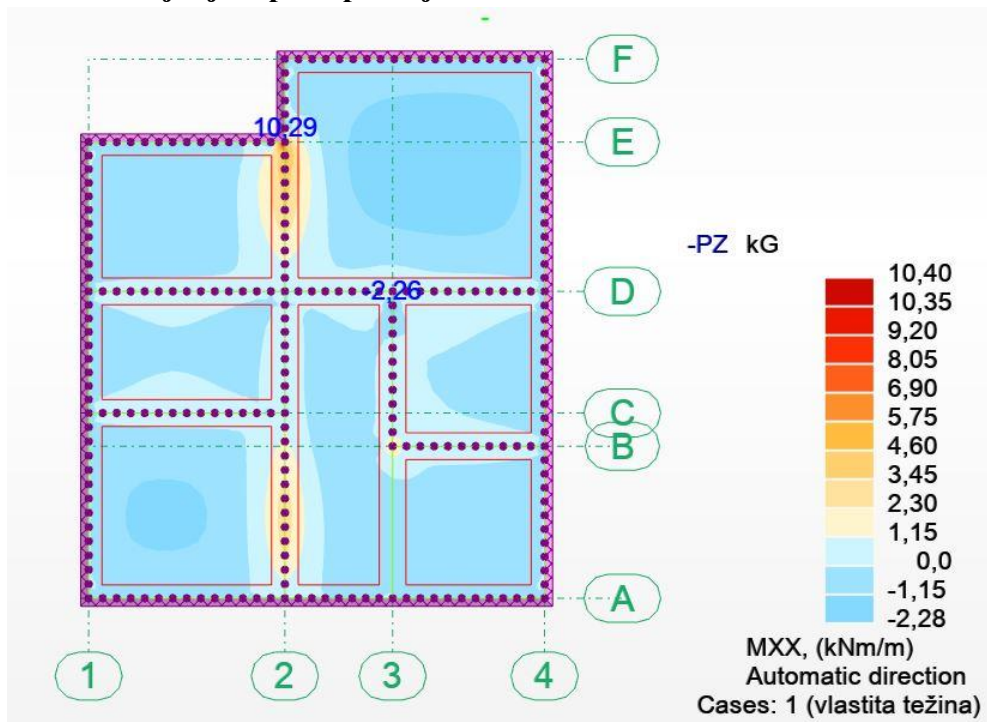 F
10,29
E
-PZ kG
-2,26
D
C
B
A
1 2 3 4
10,40
10,35
9,20
8,05
6,90
5,75
4,60
3,45
2,30
1,15
0,0
-1,15
-2,28
MXX, (kNm/m)
Automatic direction
Cases: 1 (vlastita težina)